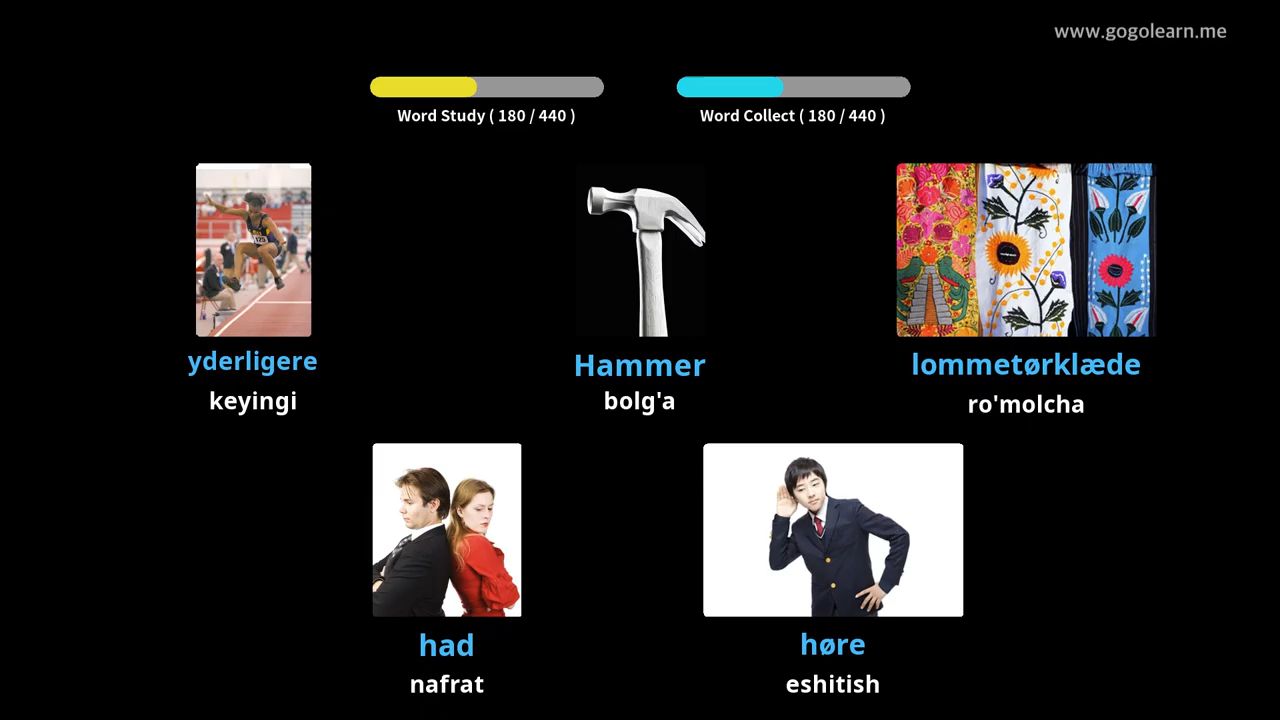 www.gogolearn.me
Word Study ( 180 / 440 )
Word Collect ( 180 / 440 )
yderligere
keyingi
Hammer
bolg'a
lommetørklæde
ro'molcha
had
nafrat
høre
eshitish